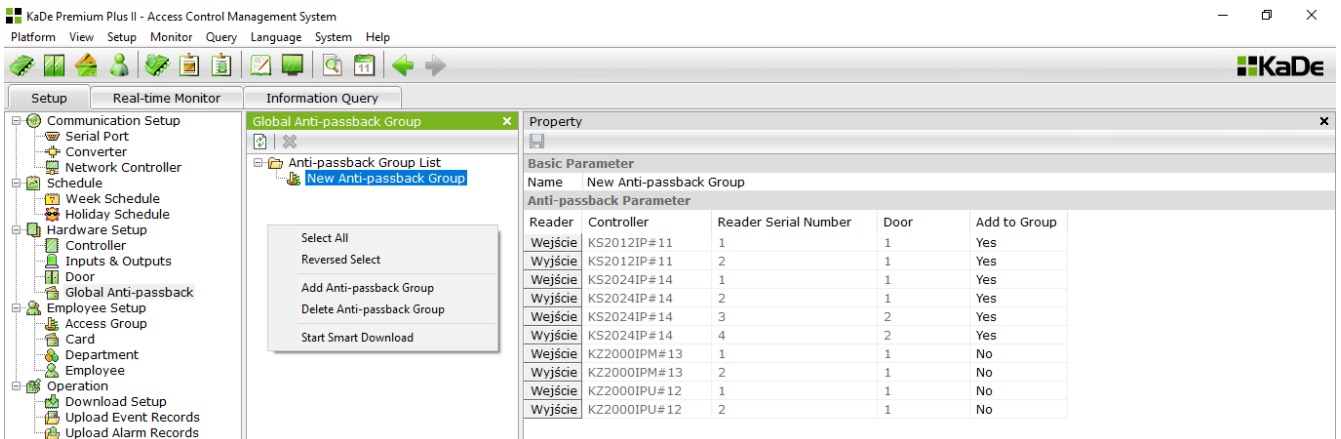 KaDe Premium Plus II - Access Control Management System
Platform View Setup Monitor Query Language System Help
11
KaDe
Setup Real-time Monitor Information Query
Communication Setup
Serial Port
Converter
Network Controller
Schedule
Week Schedule
Holiday Schedule
Hardware Setup
Controller
Inputs & Outputs
Door
Global Anti-passback
Employee Setup
Access Group
Card
Department
Employee
Operation
Download Setup
Upload Event Records
Upload Alarm Records
Global Anti-passback Group
Anti-passback Group List
New Anti-passback Group
Select All
Reversed Select
Add Anti-passback Group
Delete Anti-passback Group
Start Smart Download
Property
Basic Parameter
Name New Anti-passback Group
Anti-passback Parameter
Reader Controller Reader Serial Number Door Add to Group
Wejście KS2012IP#11 1 1 Yes
Wyjście KS2012IP#11 2 1 Yes
Wejście KS2024IP#14 1 1 Yes
Wyjście KS2024IP#14 2 1 Yes
Wejście KS2024IP#14 3 2 Yes
Wyjście KS2024IP#14 4 2 Yes
Wejście KZ2000IPM#13 1 1 No
Wyjście KZ2000IPM#13 2 1 No
Wejście KZ2000IPU#12 1 1 No
Wyjście KZ2000IPU#12 2 1 No